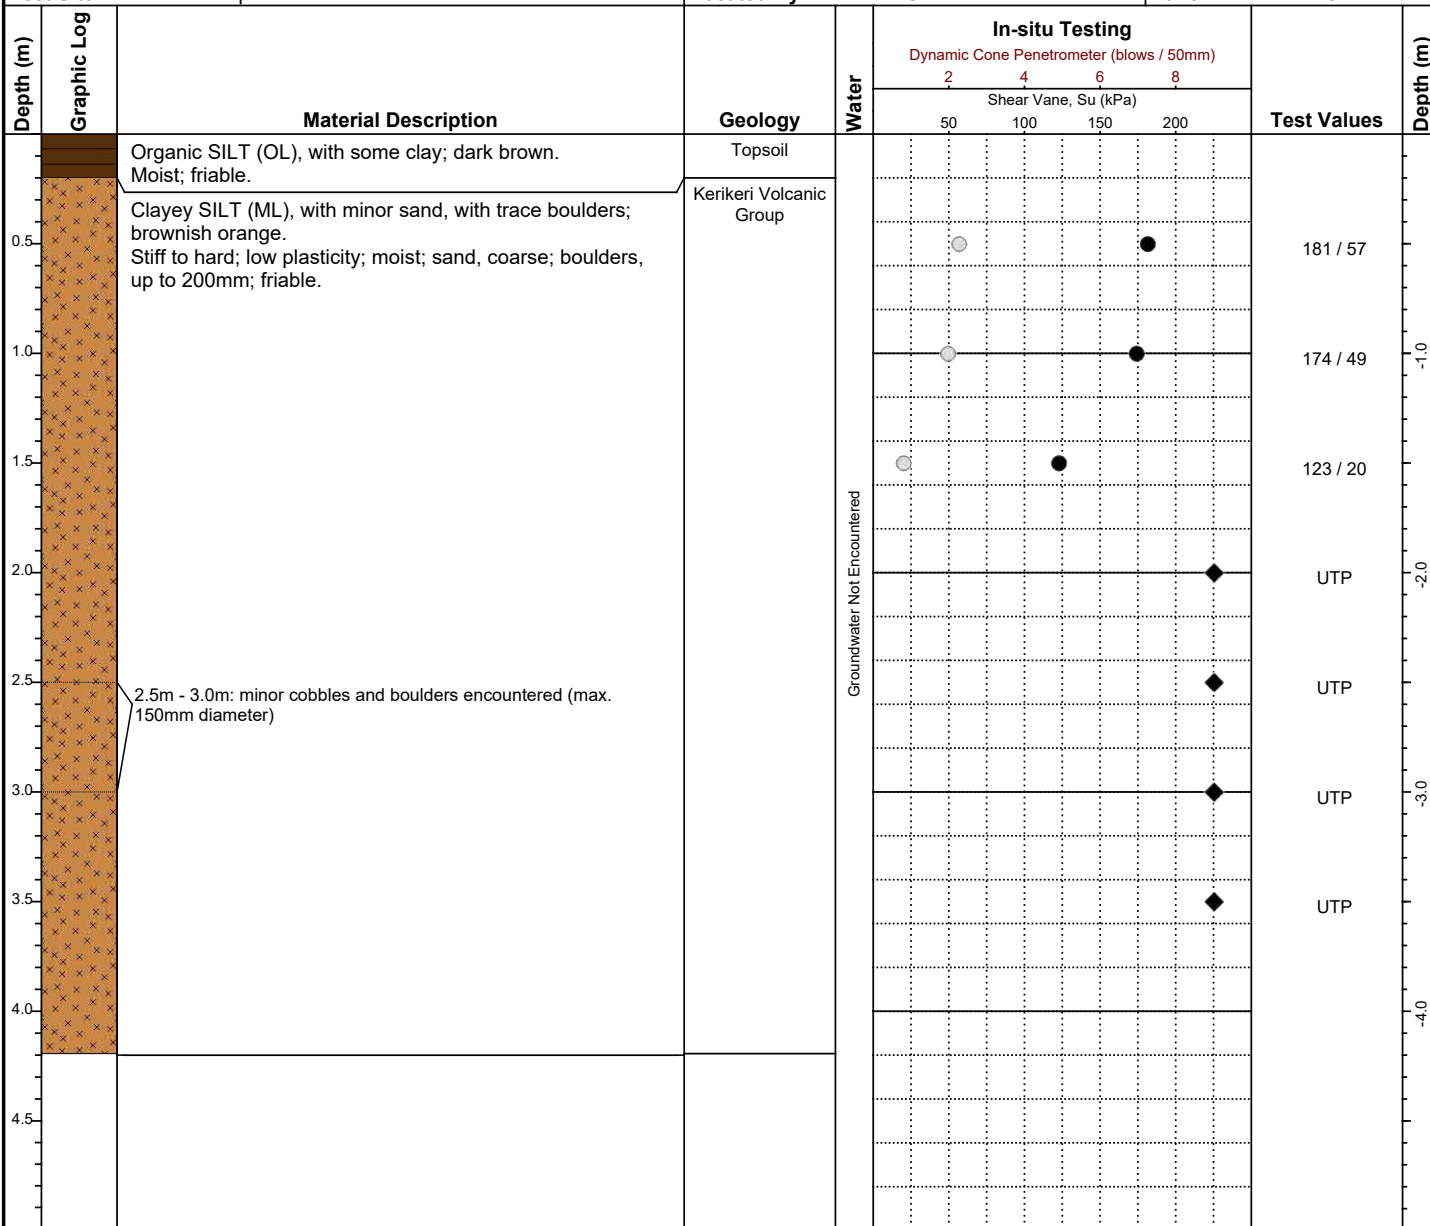 In-situ Testing
Dynamic Cone Penetrometer (blows / 50mm)
2 4 6 8
Shear Vane, Su (kPa)
50 100 150 200
Depth (m)
Graphic Log
Material Description
Geology
Water
Test Values
Depth (m)
Organic SILT (OL), with some clay; dark brown.
Moist; friable.
Topsoil
Kerikeri Volcanic
Group
Clayey SILT (ML), with minor sand, with trace boulders;
brownish orange.
Stiff to hard; low plasticity; moist; sand, coarse; boulders,
up to 200mm; friable.
0.5
181 / 57
1.0
174 / 49
-1.0
1.5
123 / 20
Groundwater Not Encountered
2.0
UTP
-2.0
2.5
2.5m - 3.0m: minor cobbles and boulders encountered (max.
150mm diameter)
UTP
3.0
UTP
-3.0
3.5
UTP
4.0
-4.0
4.5